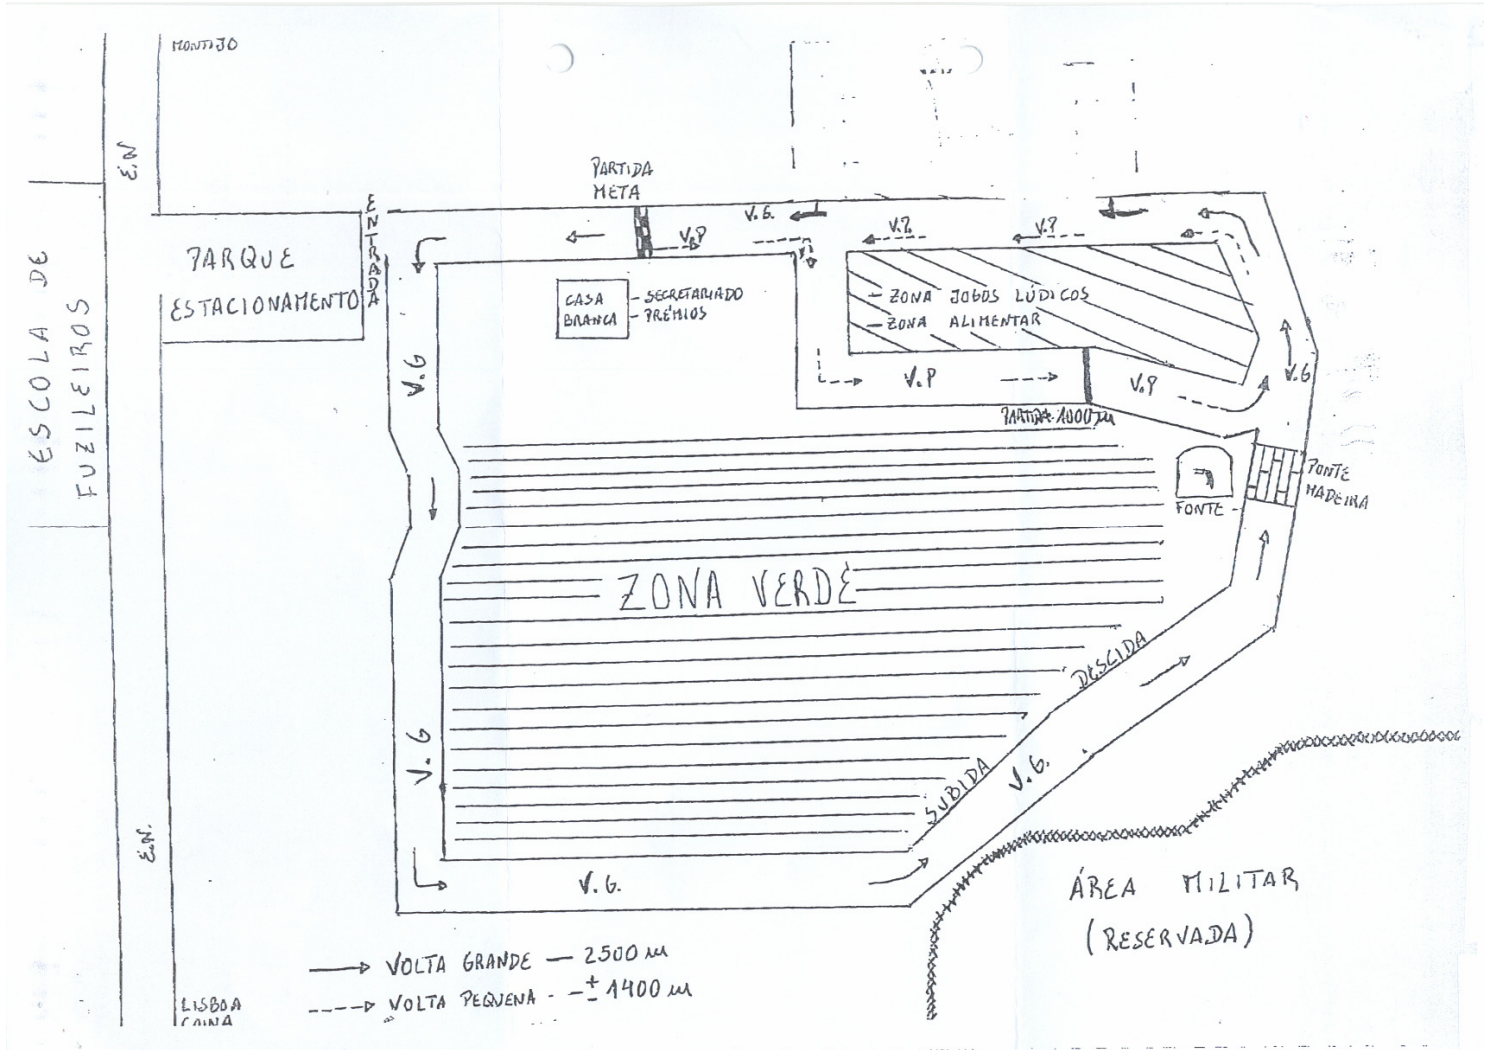 MONTIJO
E.N
ESCOLA DE
FUZILEIROS
PARQUE
ESTACIONAMENTO
ENTRADA
PARTIDA
META
V.P
V.G.
V.P.
V.P
CASA
BRANCA
- SECRETARIADO
- PRÉMIOS
- ZONA JOGOS LÚDICOS
- ZONA ALIMENTAR
V.G
V.P
V.P
V.G
PARTIDA 1000 m
FONTE -
PONTE
MADEIRA
ZONA VERDE
DESCIDA
SUBIDA
V.G.
V.G
V.G.
E.N.
ÁREA MILITAR
(RESERVADA)
VOLTA GRANDE — 2500 m
VOLTA PEQUENA - -± 1400 m
LISBOA
COINA